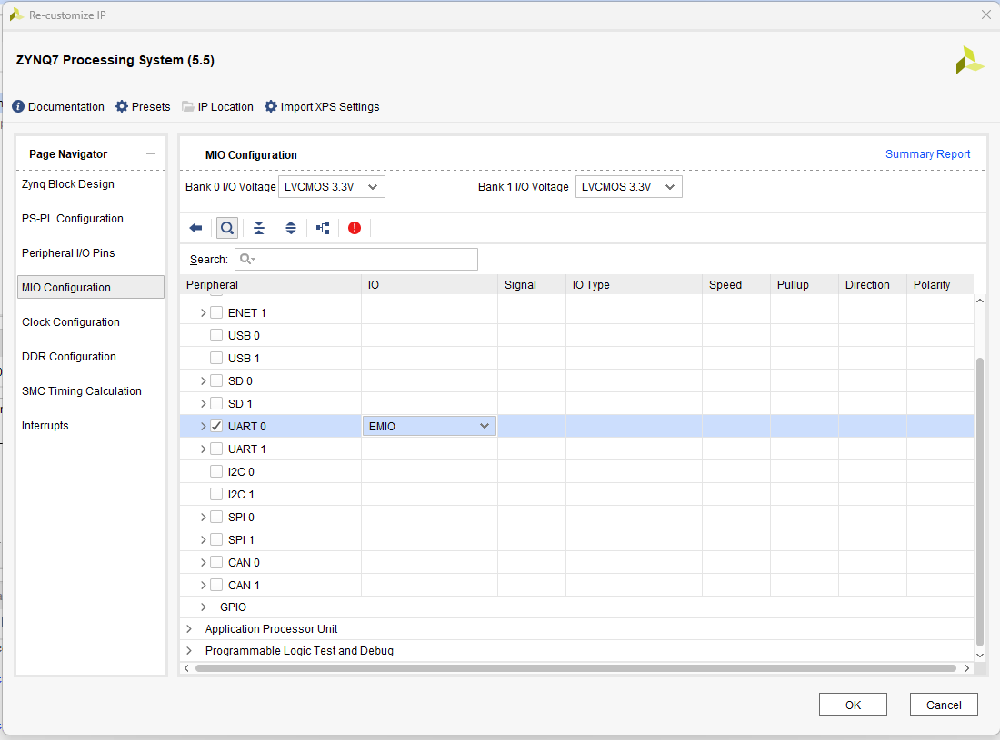 Re-customize IP
ZYNQ7 Processing System (5.5)
Documentation Presets IP Location Import XPS Settings
Page Navigator
Zynq Block Design
PS-PL Configuration
Peripheral I/O Pins
MIO Configuration
Clock Configuration
DDR Configuration
SMC Timing Calculation
Interrupts
MIO Configuration Summary Report
Bank 0 I/O Voltage LVCMOS 3.3V Bank 1 I/O Voltage LVCMOS 3.3V
Search:
Peripheral IO Signal IO Type Speed Pullup Direction Polarity
ENET 1
USB 0
USB 1
SD 0
SD 1
UART 0 EMIO
UART 1
I2C 0
I2C 1
SPI 0
SPI 1
CAN 0
CAN 1
GPIO
Application Processor Unit
Programmable Logic Test and Debug
OK Cancel